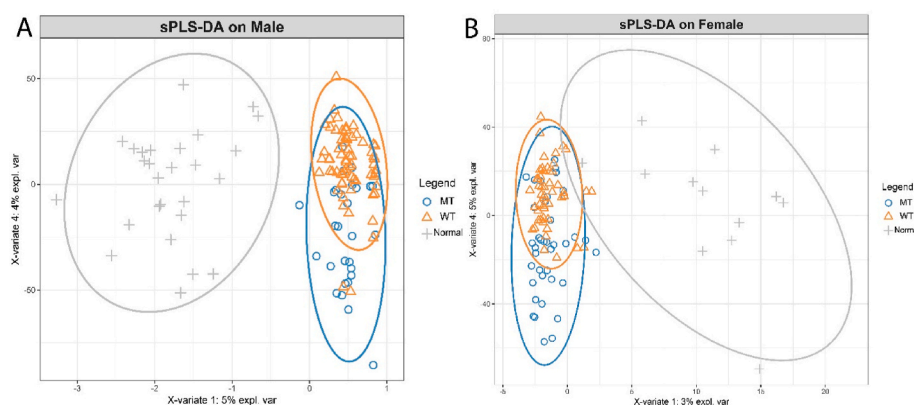 A
sPLS-DA on Male
X-variate 4: 4% expl. var
50
0
-50
-3
-2
-1
0
1
X-variate 1: 5% expl. var
Legend
MT
WT
Normal
B
sPLS-DA on Female
X-variate 4: 5% expl. var
80
40
0
-40
-80
-5
0
5
10
15
20
X-variate 1: 3% expl. var
Legend
MT
WT
Norm